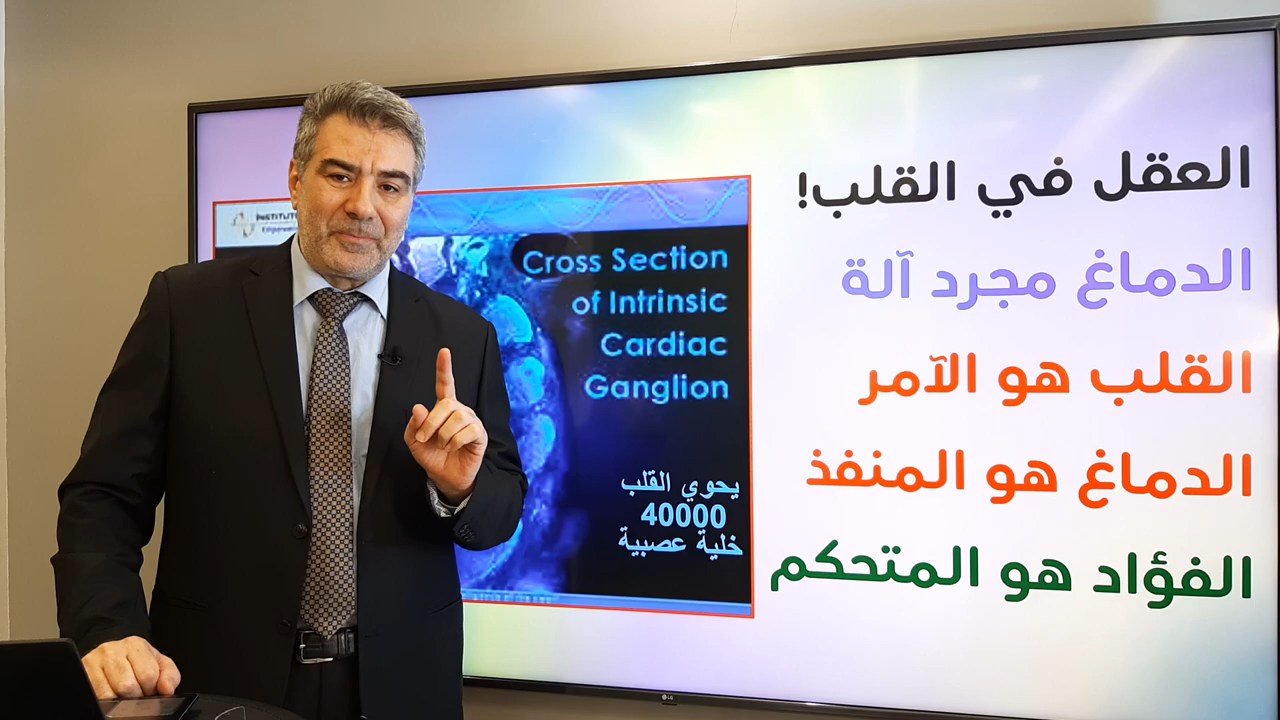 العقل في القلب!
الدماغ مجرد آلة
القلب هو الآمر
الدماغ هو المنفذ
الفؤاد هو المتحكم
Cross Section
of Intrinsic
Cardiac
Ganglion
يحوي القلب
40000
خلية عصبية
LG